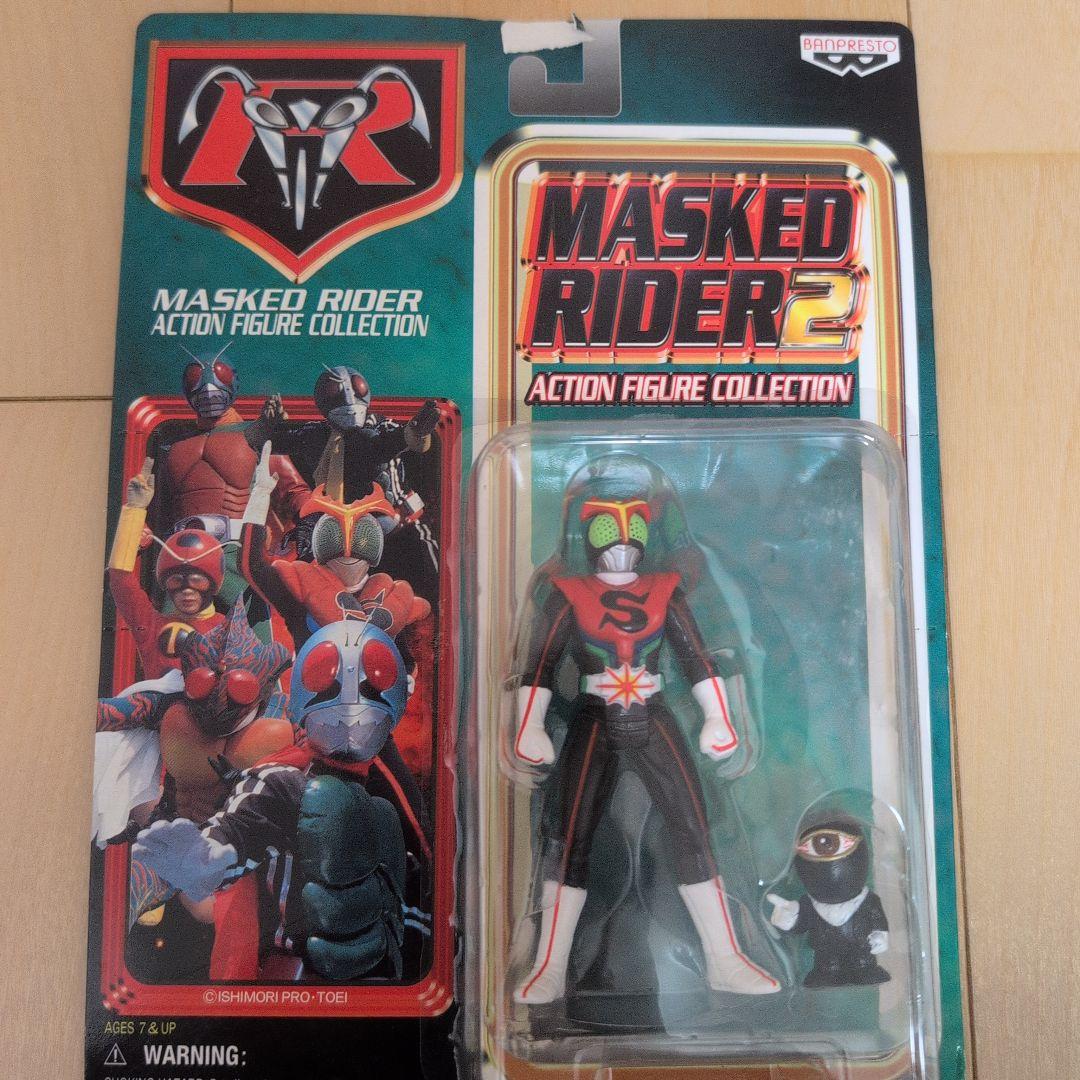 BANPRESTO
MASKED RIDER
ACTION FIGURE COLLECTION
MASKED
RIDER2
ACTION FIGURE COLLECTION
T
S
©ISHIMORI PRO・TOEI
AGES 7 & UP
⚠ WARNING: